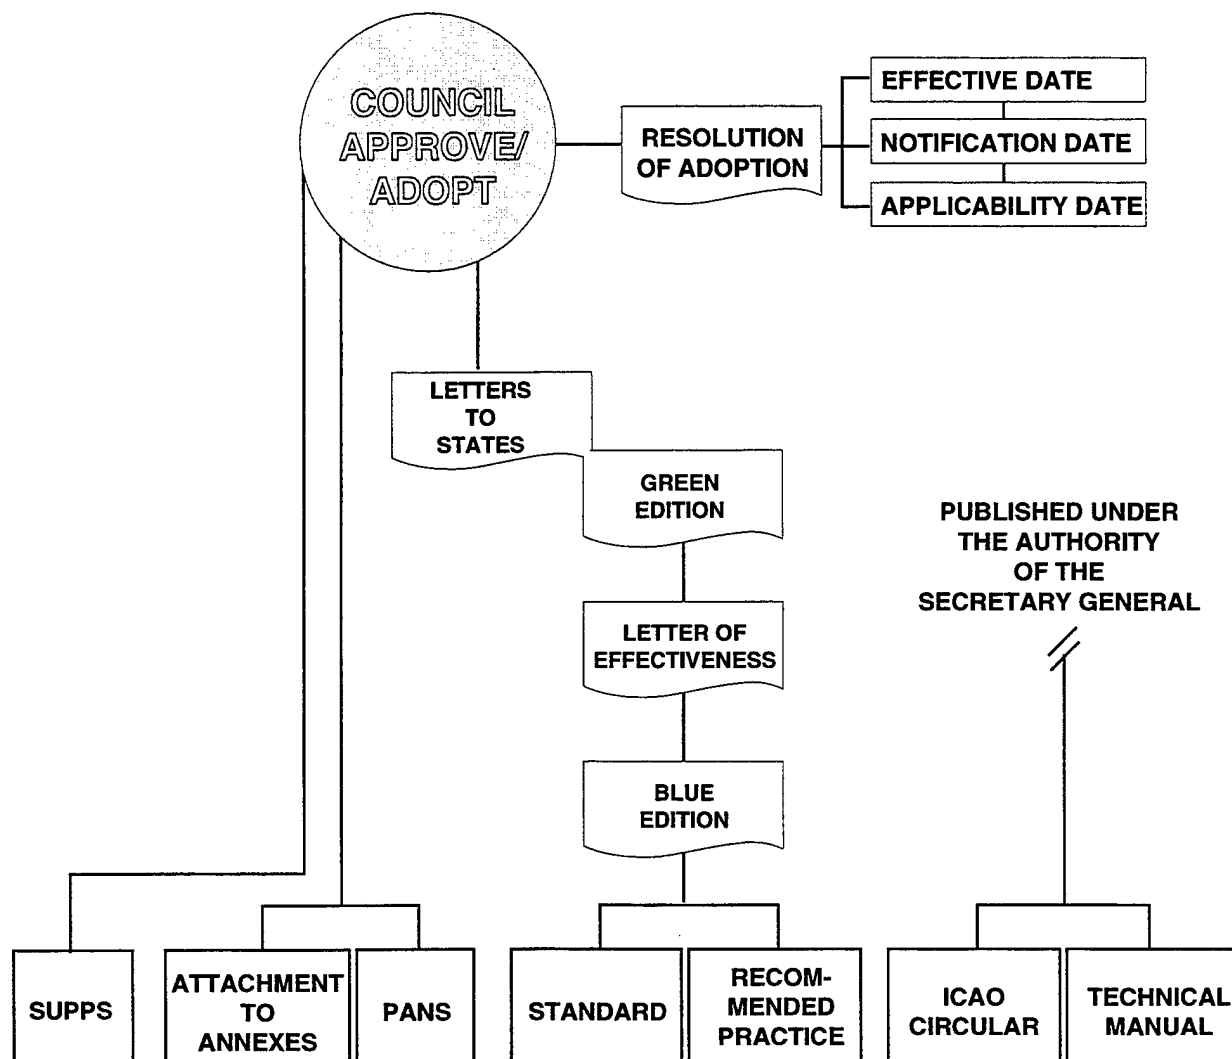 COUNCIL
APPROVE/
ADOPT
RESOLUTION
OF ADOPTION
EFFECTIVE DATE
NOTIFICATION DATE
APPLICABILITY DATE
LETTERS
TO
STATES
GREEN
EDITION
LETTER OF
EFFECTIVENESS
BLUE
EDITION
PUBLISHED UNDER
THE AUTHORITY
OF THE
SECRETARY GENERAL
SUPPS
ATTACHMENT
TO
ANNEXES
PANS
STANDARD
RECOM-
MENDED
PRACTICE
ICAO
CIRCULAR
TECHNICAL
MANUAL